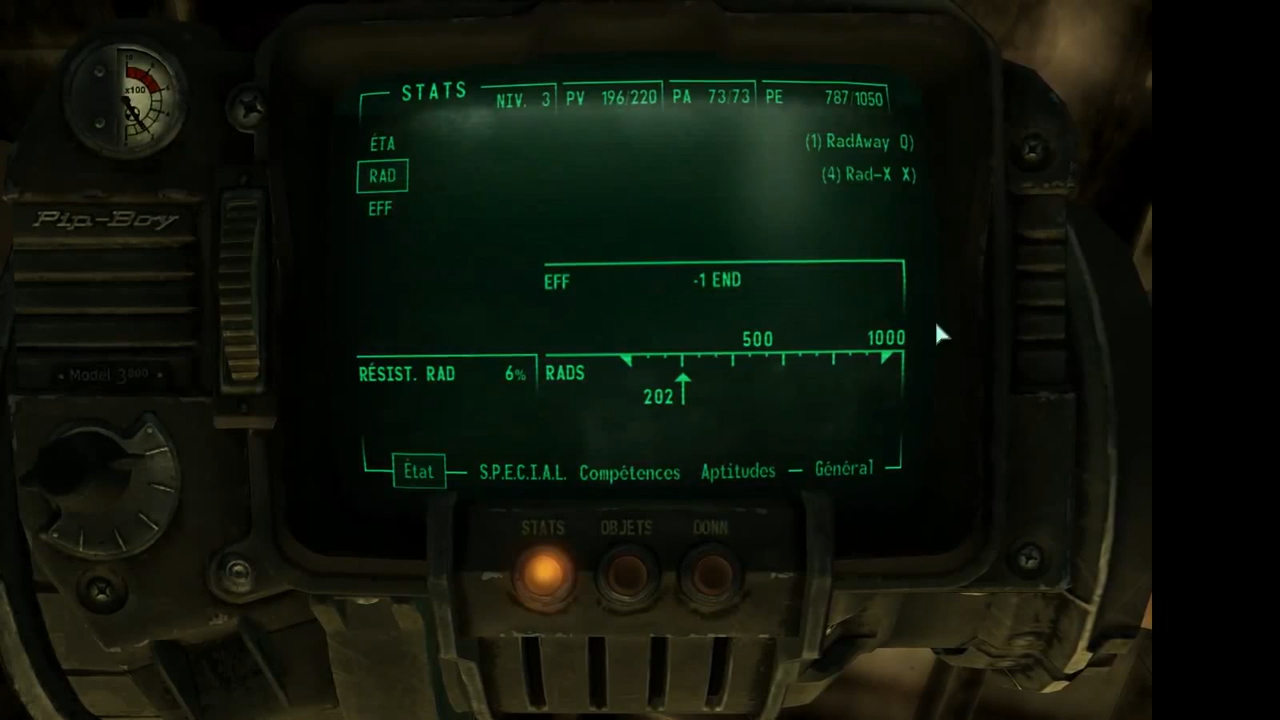 STATS NIV. 3 PV 196/220 PA 73/73 PE 787/1050
x100
ÉTA
(1) RadAway Q)
RAD
(4) Rad-X X)
EFF
Pip-Boy
EFF -1 END
500 1000
Model 3000
RÉSIST. RAD 6% RADS
202
État S.P.E.C.I.A.L. Compétences Aptitudes Général
STATS OBJETS DONN